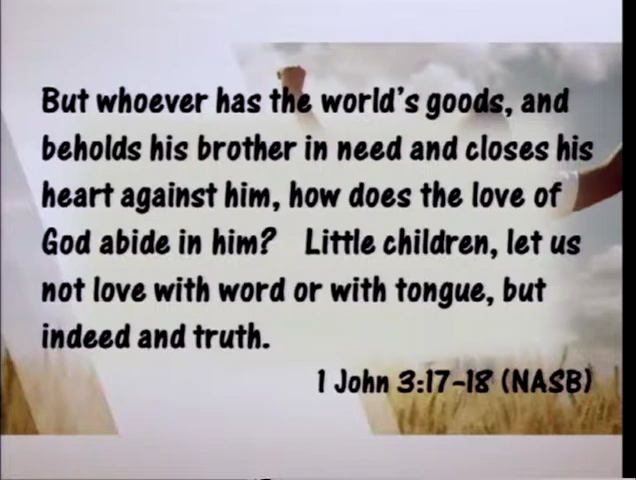 But whoever has the world's goods, and
beholds his brother in need and closes his
heart against him, how does the love of
God abide in him?   Little children, let us
not love with word or with tongue, but
indeed and truth.
1 John 3:17-18 (NASB)